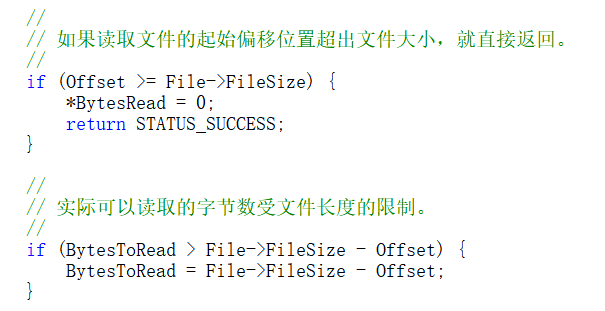 //
// 如果读取文件的起始偏移位置超出文件大小，就直接返回。
//
if (Offset >= File->FileSize) {
    *BytesRead = 0;
    return STATUS_SUCCESS;
}

//
// 实际可以读取的字节数受文件长度的限制。
//
if (BytesToRead > File->FileSize - Offset) {
    BytesToRead = File->FileSize - Offset;
}